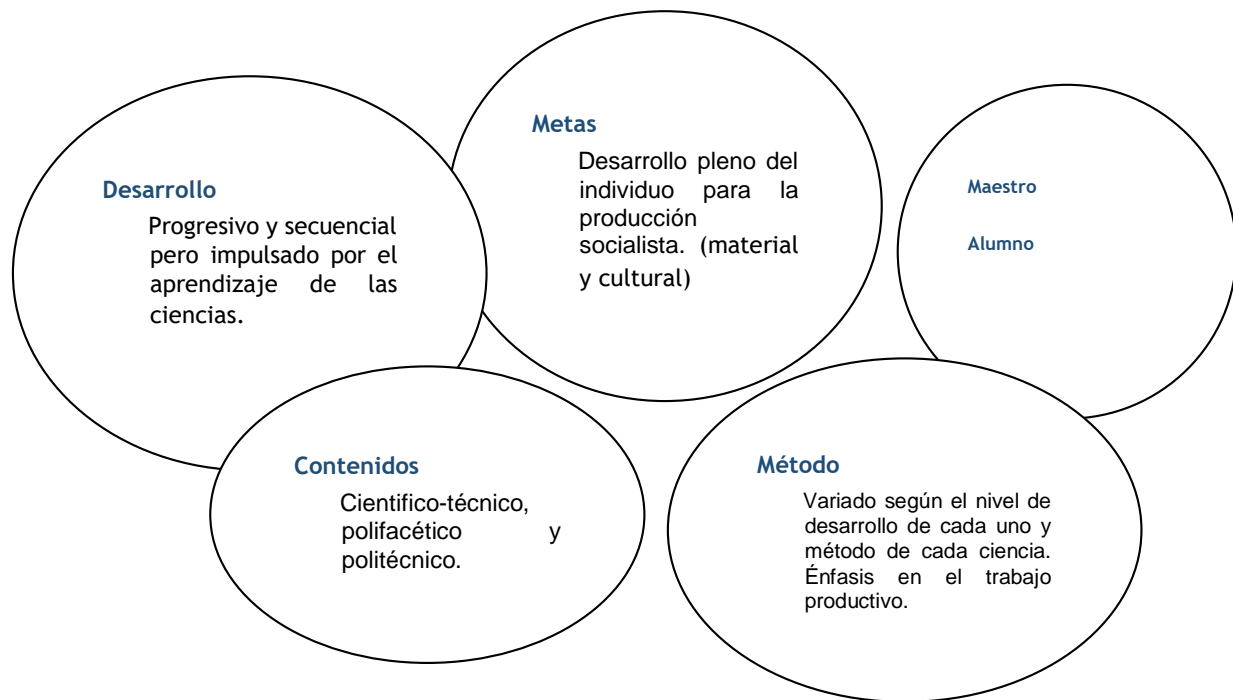 Metas
Desarrollo pleno del
individuo para la
producción
socialista. (material
y cultural)
Desarrollo
Progresivo y secuencial
pero impulsado por el
aprendizaje de las
ciencias.
Maestro
Alumno
Contenidos
Cientifico-técnico,
polifacético y
politécnico.
Método
Variado según el nivel de
desarrollo de cada uno y
método de cada ciencia.
Énfasis en el trabajo
productivo.